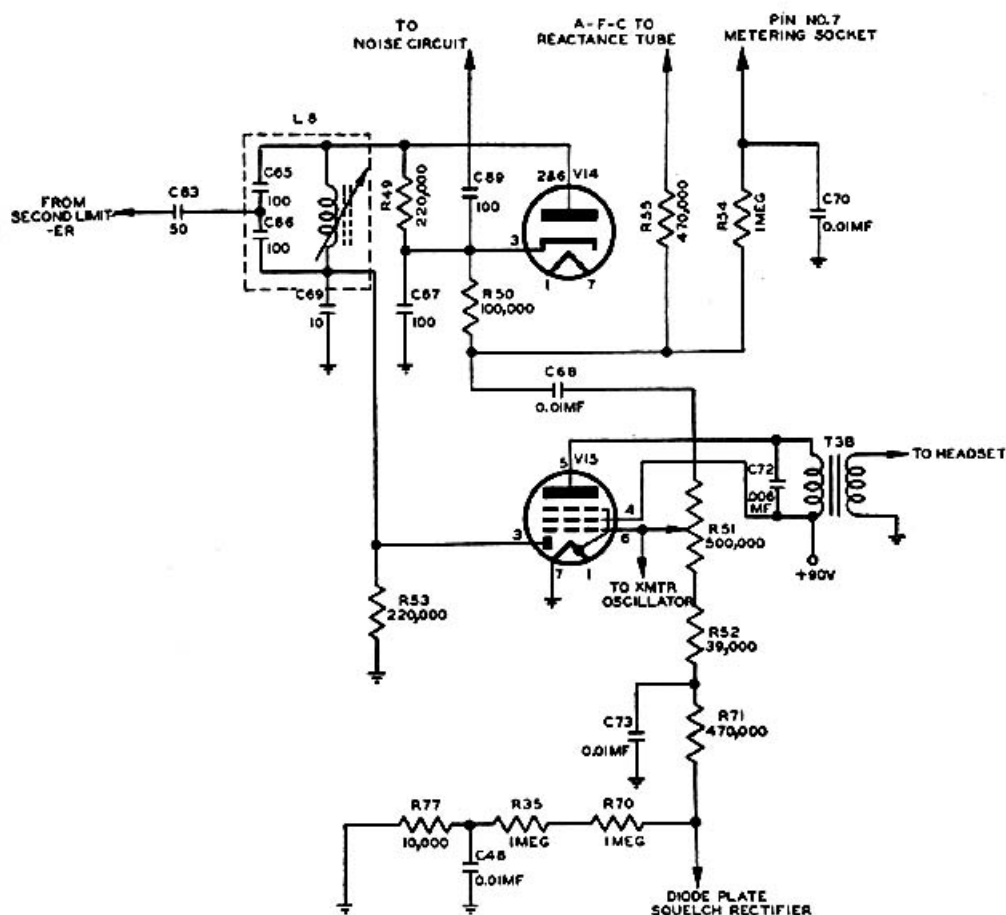 TO
NOISE CIRCUIT
A-F-C TO
REACTANCE TUBE
PIN NO.7
METERING SOCKET
L 8
C65
100
C66
100
C63
50
FROM
SECOND LIMIT
-ER
R49
220,000
C89
100
2&6
V14
3
1
7
R55
470,000
R54
1MEG
C70
0.01MF
C69
10
C67
100
R50
100,000
C68
0.01MF
5
V15
4
3
6
7
1
C72
.006
MF
T38
TO HEADSET
R51
500,000
+90V
TO XMTR
OSCILLATOR
R53
220,000
R52
39,000
C73
0.01MF
R71
470,000
R77
10,000
R35
1MEG
R70
1MEG
C48
0.01MF
DIODE PLATE
SQUELCH RECTIFIER